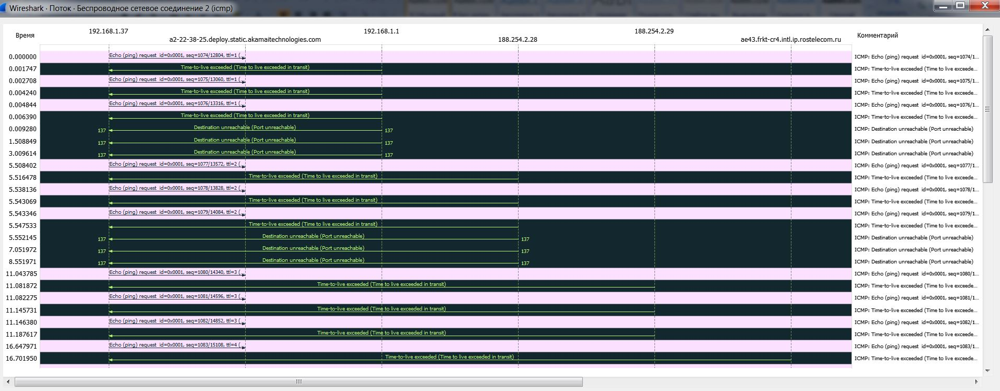 Wireshark · Поток · Беспроводное сетевое соединение 2 (icmp)
Время 192.168.1.37 a2-22-38-25.deploy.static.akamaitechnologies.com 192.168.1.1 188.254.2.28 188.254.2.29 ae43.frkt-cr4.intl.ip.rostelecom.ru Комментарий
0.000000 Echo (ping) request id=0x0001, seq=1074/12804, ttl=1 (... ICMP: Echo (ping) request id=0x0001, seq=1074/1...
0.001747 Time-to-live exceeded (Time to live exceeded in transit) ICMP: Time-to-live exceeded (Time to live exceede...
0.002708 Echo (ping) request id=0x0001, seq=1075/13060, ttl=1 (... ICMP: Echo (ping) request id=0x0001, seq=1075/1...
0.004240 Time-to-live exceeded (Time to live exceeded in transit) ICMP: Time-to-live exceeded (Time to live exceede...
0.004844 Echo (ping) request id=0x0001, seq=1076/13316, ttl=1 (... ICMP: Echo (ping) request id=0x0001, seq=1076/1...
0.006390 Time-to-live exceeded (Time to live exceeded in transit) ICMP: Time-to-live exceeded (Time to live exceede...
0.009280 137 Destination unreachable (Port unreachable) 137 ICMP: Destination unreachable (Port unreachable)
1.508849 137 Destination unreachable (Port unreachable) 137 ICMP: Destination unreachable (Port unreachable)
3.009614 137 Destination unreachable (Port unreachable) 137 ICMP: Destination unreachable (Port unreachable)
5.508402 Echo (ping) request id=0x0001, seq=1077/13572, ttl=2 (... ICMP: Echo (ping) request id=0x0001, seq=1077/1...
5.516478 Time-to-live exceeded (Time to live exceeded in transit) ICMP: Time-to-live exceeded (Time to live exceede...
5.538136 Echo (ping) request id=0x0001, seq=1078/13828, ttl=2 (... ICMP: Echo (ping) request id=0x0001, seq=1078/1...
5.543069 Time-to-live exceeded (Time to live exceeded in transit) ICMP: Time-to-live exceeded (Time to live exceede...
5.543346 Echo (ping) request id=0x0001, seq=1079/14084, ttl=2 (... ICMP: Echo (ping) request id=0x0001, seq=1079/1...
5.547533 Time-to-live exceeded (Time to live exceeded in transit) ICMP: Time-to-live exceeded (Time to live exceede...
5.552145 137 Destination unreachable (Port unreachable) 137 ICMP: Destination unreachable (Port unreachable)
7.051972 137 Destination unreachable (Port unreachable) 137 ICMP: Destination unreachable (Port unreachable)
8.551971 137 Destination unreachable (Port unreachable) 137 ICMP: Destination unreachable (Port unreachable)
11.043785 Echo (ping) request id=0x0001, seq=1080/14340, ttl=3 (... ICMP: Echo (ping) request id=0x0001, seq=1080/1...
11.081872 Time-to-live exceeded (Time to live exceeded in transit) ICMP: Time-to-live exceeded (Time to live exceede...
11.082275 Echo (ping) request id=0x0001, seq=1081/14596, ttl=3 (... ICMP: Echo (ping) request id=0x0001, seq=1081/1...
11.145731 Time-to-live exceeded (Time to live exceeded in transit) ICMP: Time-to-live exceeded (Time to live exceede...
11.146380 Echo (ping) request id=0x0001, seq=1082/14852, ttl=3 (... ICMP: Echo (ping) request id=0x0001, seq=1082/1...
11.187617 Time-to-live exceeded (Time to live exceeded in transit) ICMP: Time-to-live exceeded (Time to live exceede...
16.647971 Echo (ping) request id=0x0001, seq=1083/15108, ttl=4 (... ICMP: Echo (ping) request id=0x0001, seq=1083/1...
16.701950 Time-to-live exceeded (Time to live exceeded in transit) ICMP: Time-to-live exceeded (Time to live exceede...